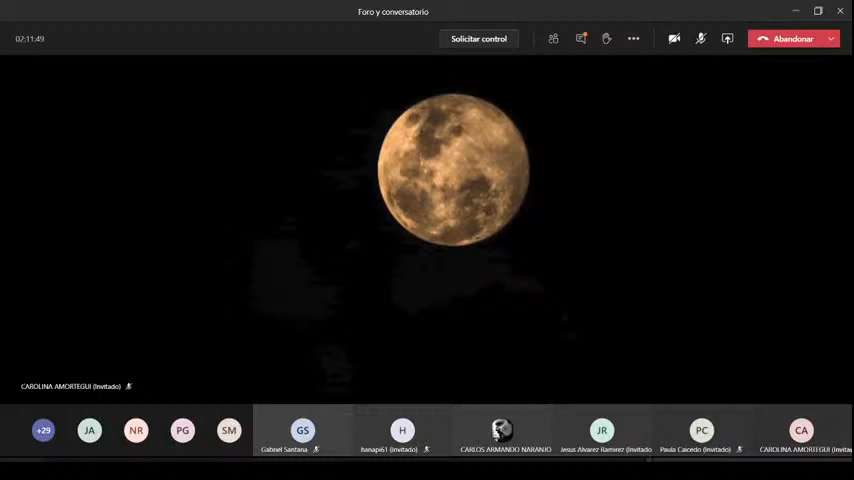 Foro y conversatorio
02:11:49
Solicitar control
Abandonar
CAROLINA AMORTEGUI (Invitado)
+29
JA
NR
PG
SM
GS
H
JR
PC
CA
Gabriel Santana
hanapi61 (Invitado)
CARLOS ARMANDO NARANJO
Jesus Alvarez Ramirez (Invitado
Paula Caicedo (Invitado)
CAROLINA AMORTEGUI (Invita